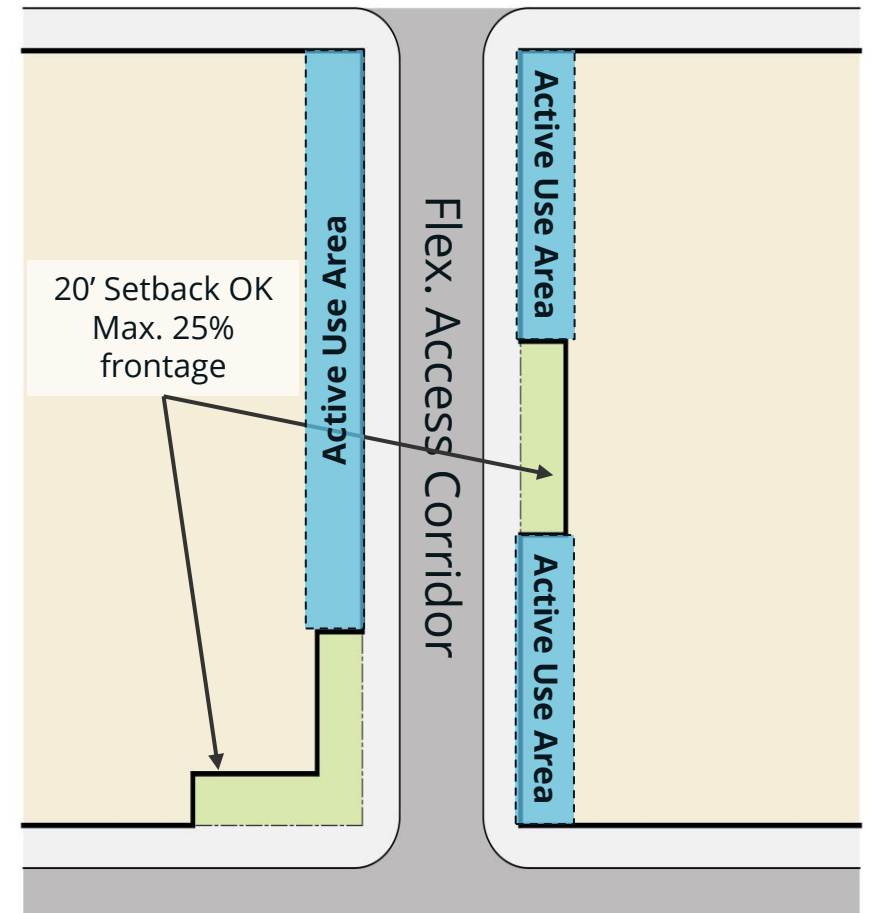 20’ Setback OK
Max. 25%
frontage
Active Use Area
Flex. Access Corridor
Active Use Area
Active Use Area